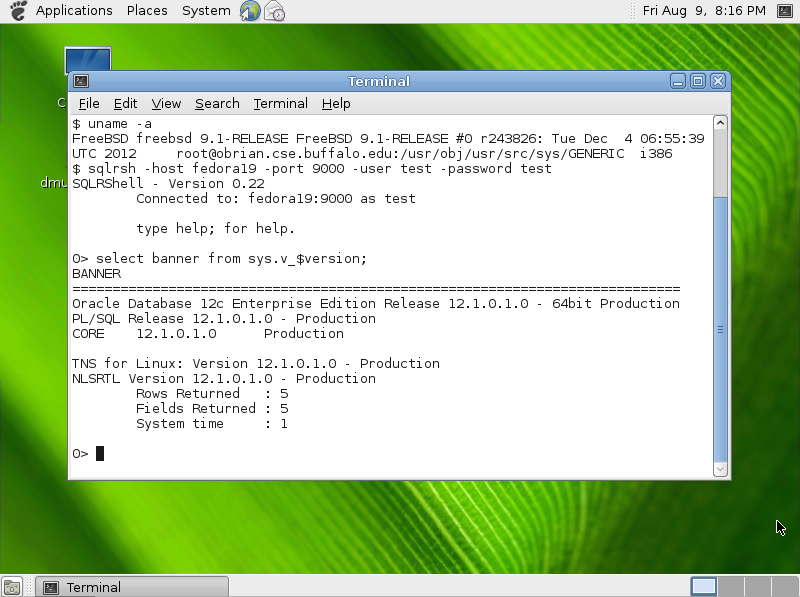 Applications Places System Fri Aug 9, 8:16 PM
Terminal
File Edit View Search Terminal Help
$ uname -a
FreeBSD freebsd 9.1-RELEASE FreeBSD 9.1-RELEASE #0 r243826: Tue Dec  4 06:55:39
UTC 2012     root@obrian.cse.buffalo.edu:/usr/obj/usr/src/sys/GENERIC  i386
$ sqlrsh -host fedora19 -port 9000 -user test -password test
SQLRShell - Version 0.22
        Connected to: fedora19:9000 as test
        type help; for help.
0> select banner from sys.v_$version;
BANNER
================================================================================
Oracle Database 12c Enterprise Edition Release 12.1.0.1.0 - 64bit Production
PL/SQL Release 12.1.0.1.0 - Production
CORE    12.1.0.1.0      Production
TNS for Linux: Version 12.1.0.1.0 - Production
NLSRTL Version 12.1.0.1.0 - Production
        Rows Returned   : 5
        Fields Returned : 5
        System time     : 1
0>
C
dmu
Terminal